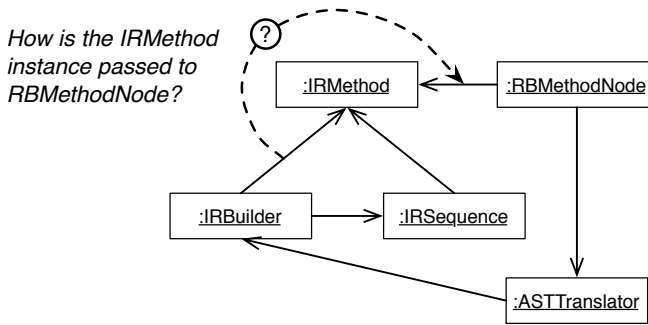 How is the IRMethod
instance passed to
RBMethodNode?
?
:IRMethod
:RBMethodNode
:IRBuilder
:IRSequence
:ASTTranslator